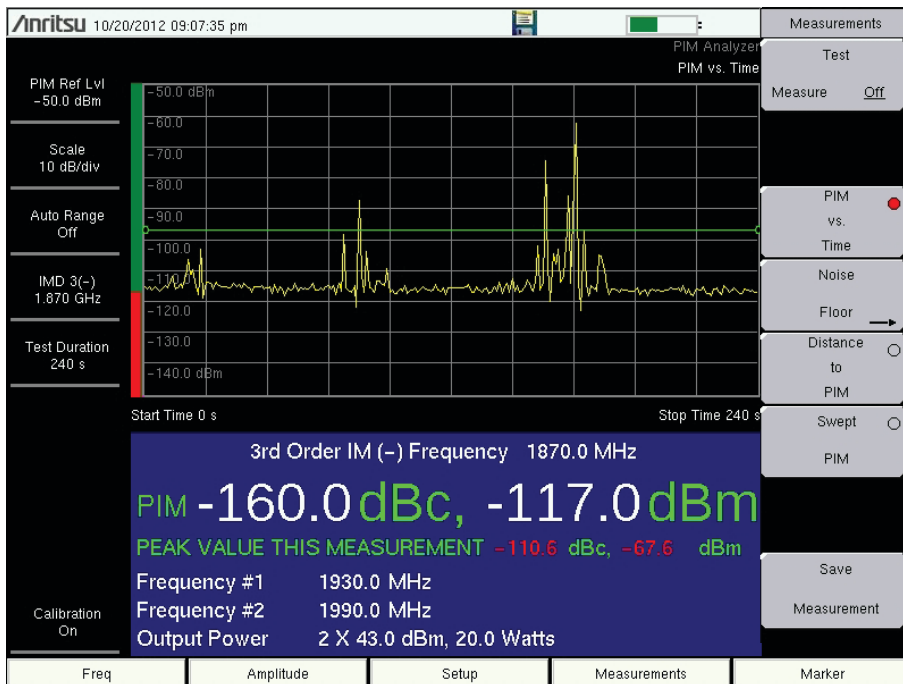 Anritsu 10/20/2012 09:07:35 pm
Measurements
PIM Analyzer
PIM vs. Time
Test
Measure Off
PIM Ref Lvl
-50.0 dBm
Scale
10 dB/div
Auto Range
Off
IMD 3(-)
1.870 GHz
Test Duration
240 s
Calibration
On
-50.0 dBm
-60.0
-70.0
-80.0
-90.0
-100.0
-110.0
-120.0
-130.0
-140.0 dBm
Start Time 0 s Stop Time 240 s
3rd Order IM (-) Frequency 1870.0 MHz
PIM -160.0 dBc, -117.0 dBm
PEAK VALUE THIS MEASUREMENT -110.6 dBc, -67.6 dBm
Frequency #1 1930.0 MHz
Frequency #2 1990.0 MHz
Output Power 2 X 43.0 dBm, 20.0 Watts
PIM
vs.
Time
Noise
Floor
Distance
to
PIM
Swept
PIM
Save
Measurement
Freq Amplitude Setup Measurements Marker